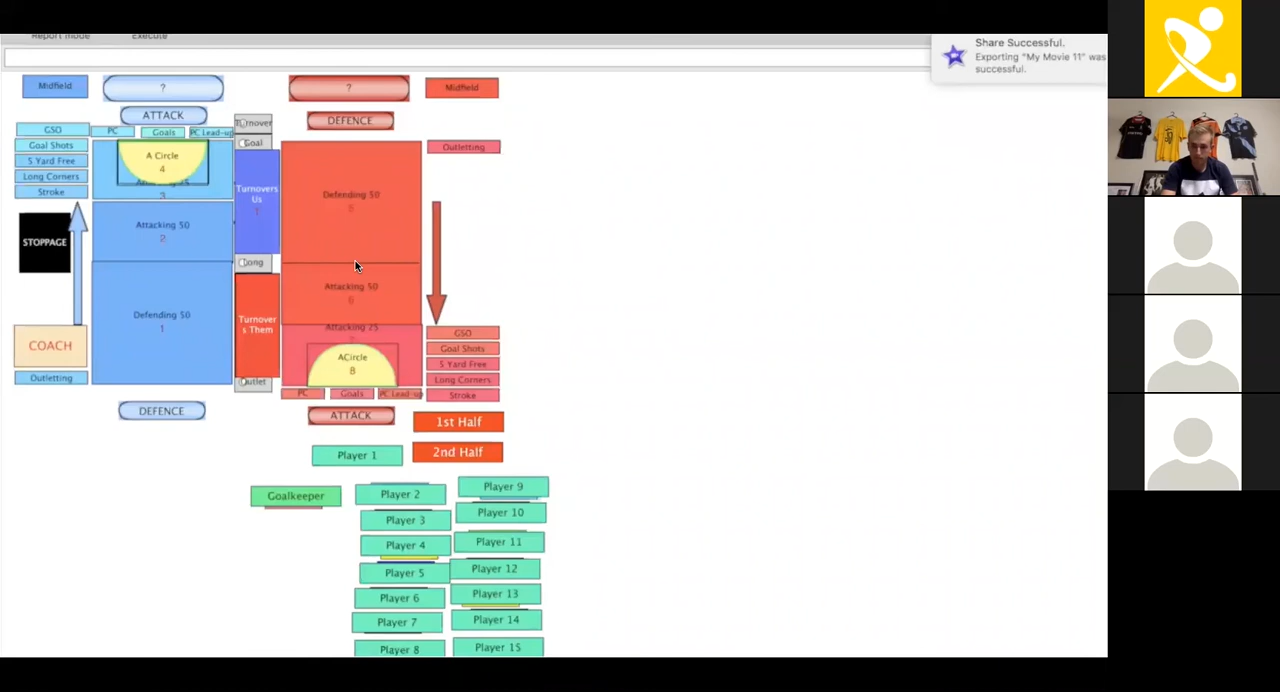 Report mode
Execute
Share Successful.
Exporting "My Movie 11" was
successful.
Midfield
?
?
Midfield
ATTACK
DEFENCE
GSO
PC
Goals
PC Lead-up
Turnover
Goal Shots
A Circle
4
Goal
Outletting
5 Yard Free
Long Corners
Stroke
3
Turnovers
Us
1
Defending 50
5
STOPPAGE
Attacking 50
2
Long
Attacking 50
6
Defending 50
1
Turnover
s Them
Attacking 25
GSO
COACH
ACircle
8
Goal Shots
5 Yard Free
Outletting
Outlet
Long Corners
PC
Goals
PC Lead-up
Stroke
DEFENCE
ATTACK
1st Half
Player 1
2nd Half
Goalkeeper
Player 2
Player 9
Player 3
Player 10
Player 4
Player 11
Player 5
Player 12
Player 6
Player 13
Player 7
Player 14
Player 8
Player 15